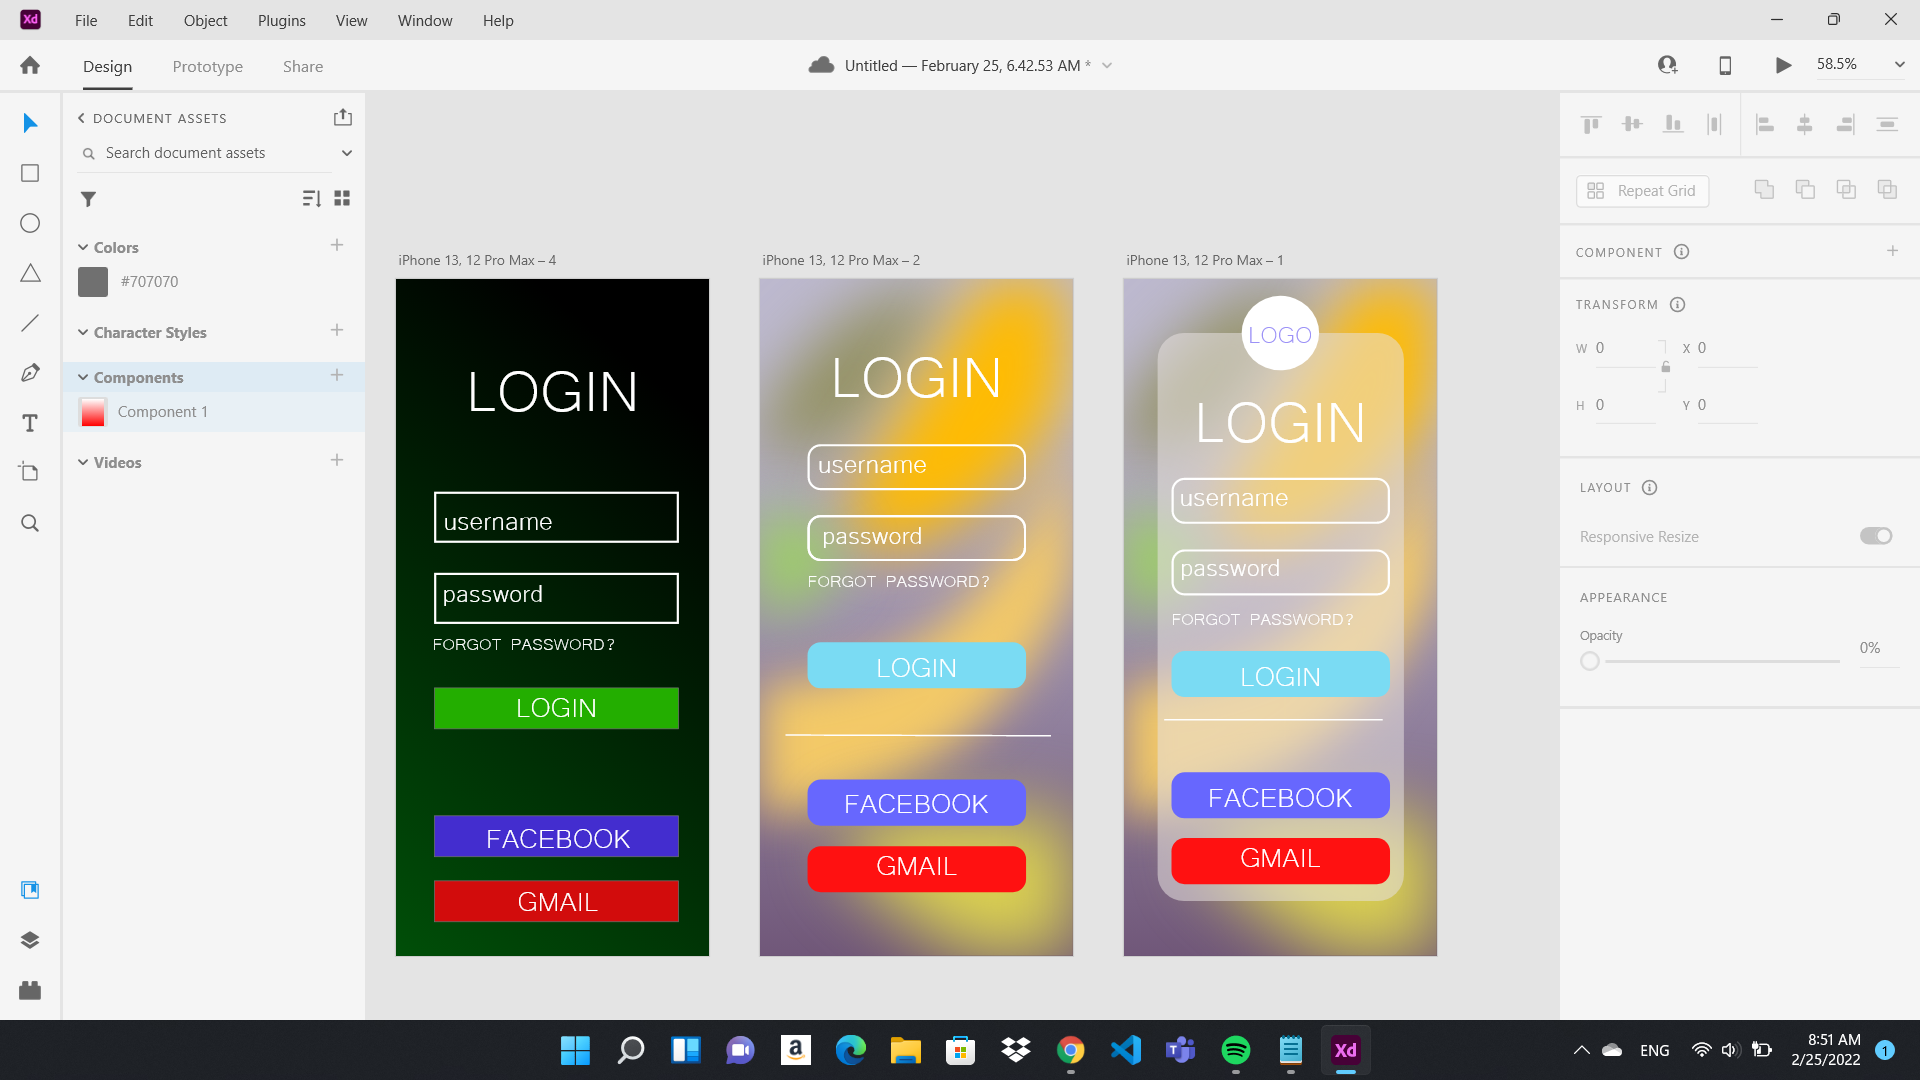 Xd File Edit Object Plugins View Window Help
Design Prototype Share
Untitled — February 25, 6.42.53 AM *
58.5%
DOCUMENT ASSETS
Search document assets
Colors
#707070
Character Styles
Components
Component 1
Videos
iPhone 13, 12 Pro Max – 4
LOGIN
username
password
FORGOT PASSWORD?
LOGIN
FACEBOOK
GMAIL
iPhone 13, 12 Pro Max – 2
LOGIN
username
password
FORGOT PASSWORD?
LOGIN
FACEBOOK
GMAIL
iPhone 13, 12 Pro Max – 1
LOGO
LOGIN
username
password
FORGOT PASSWORD?
LOGIN
FACEBOOK
GMAIL
Repeat Grid
COMPONENT
TRANSFORM
W 0 X 0
H 0 Y 0
LAYOUT
Responsive Resize
APPEARANCE
Opacity
0%
a
T
Xd
ENG
8:51 AM
2/25/2022
1